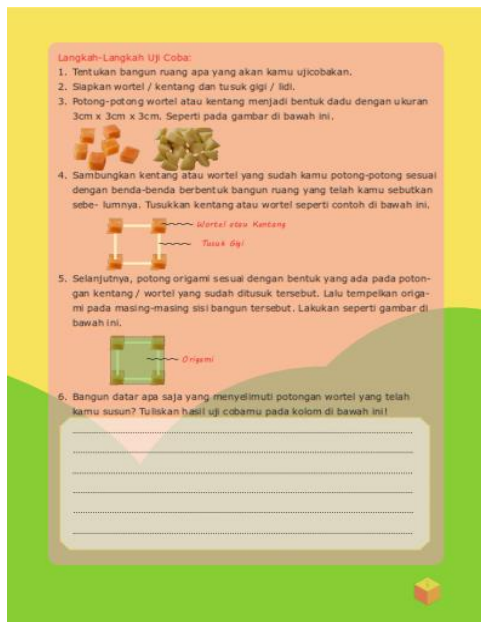 Langkah-Langkah Uji Coba:
1. Tentukan bangun ruang apa yang akan kamu ujicobakan.
2. Siapkan wortel / kentang dan tusuk gigi / lidi.
3. Potong-potong wortel atau kentang menjadi bentuk dadu dengan ukuran
3cm x 3cm x 3cm. Seperti pada gambar di bawah ini.
4. Sambungkan kentang atau wortel yang sudah kamu potong-potong sesuai
dengan benda-benda berbentuk bangun ruang yang telah kamu sebutkan
sebe- lumnya. Tusukkan kentang atau wortel seperti contoh di bawah ini.
Wortel atau Kentang
Tusuk Gigi
5. Selanjutnya, potong origami sesuai dengan bentuk yang ada pada poton-
gan kentang / wortel yang sudah ditusuk tersebut. Lalu tempelkan origa-
mi pada masing-masing sisi bangun tersebut. Lakukan seperti gambar di
bawah ini.
Origami
6. Bangun datar apa saja yang menyelimuti potongan wortel yang telah
kamu susun? Tuliskan hasil uji cobamu pada kolom di bawah ini!